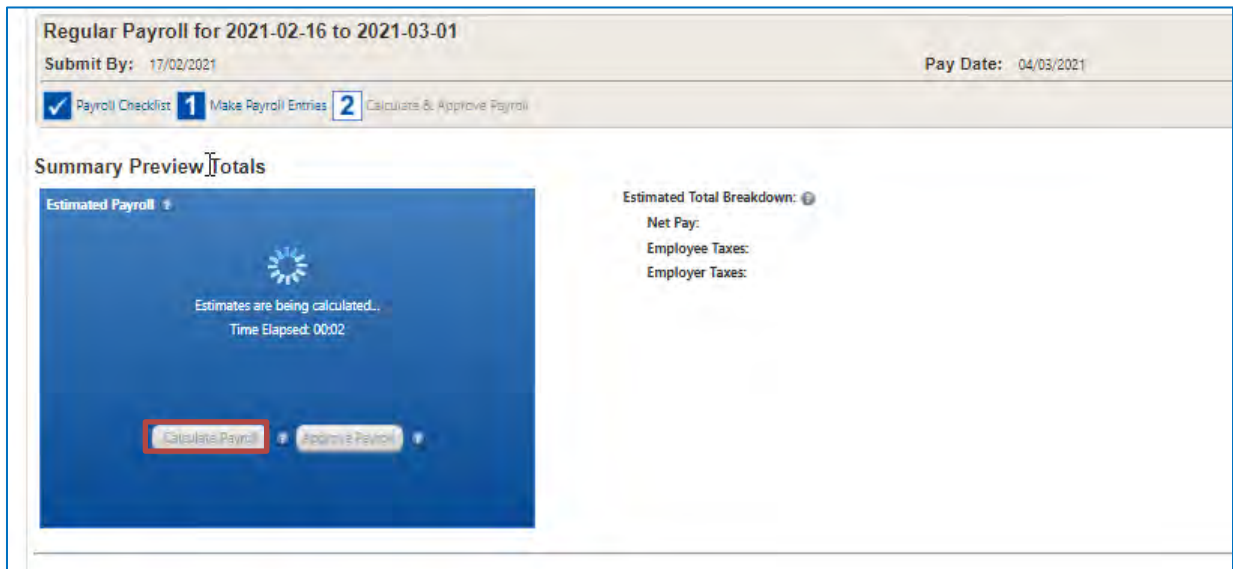 Regular Payroll for 2021-02-16 to 2021-03-01
Submit By: 17/02/2021 Pay Date: 04/03/2021
Payroll Checklist 1 Make Payroll Entries 2 Calculate & Approve Payroll
Summary Preview Totals
Estimated Payroll ?
Estimates are being calculated...
Time Elapsed: 00:02
Calculate Payroll ? Approve Payroll ?
Estimated Total Breakdown: ?
Net Pay:
Employee Taxes:
Employer Taxes: